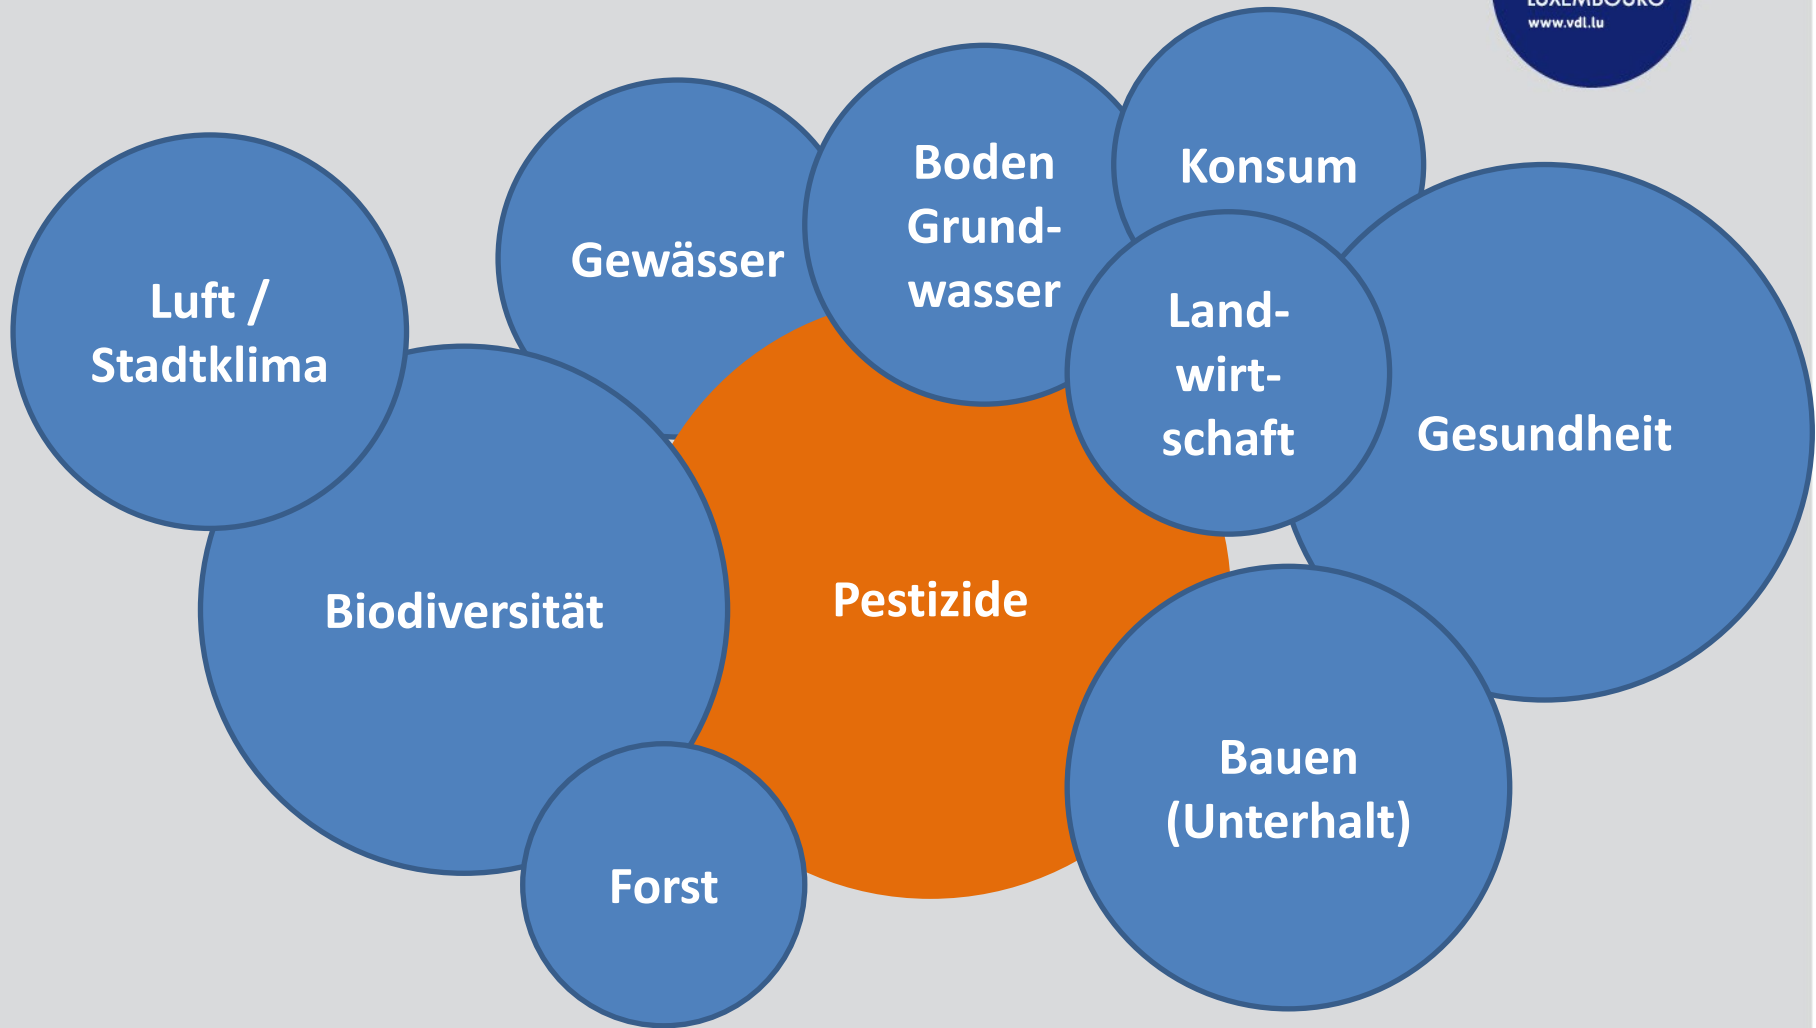 LUXEMBOURG
www.vdl.lu
Konsum
Boden
Grund-
wasser
Gewässer
Luft /
Stadtklima
Land-
wirt-
schaft
Gesundheit
Biodiversität
Pestizide
Bauen
(Unterhalt)
Forst